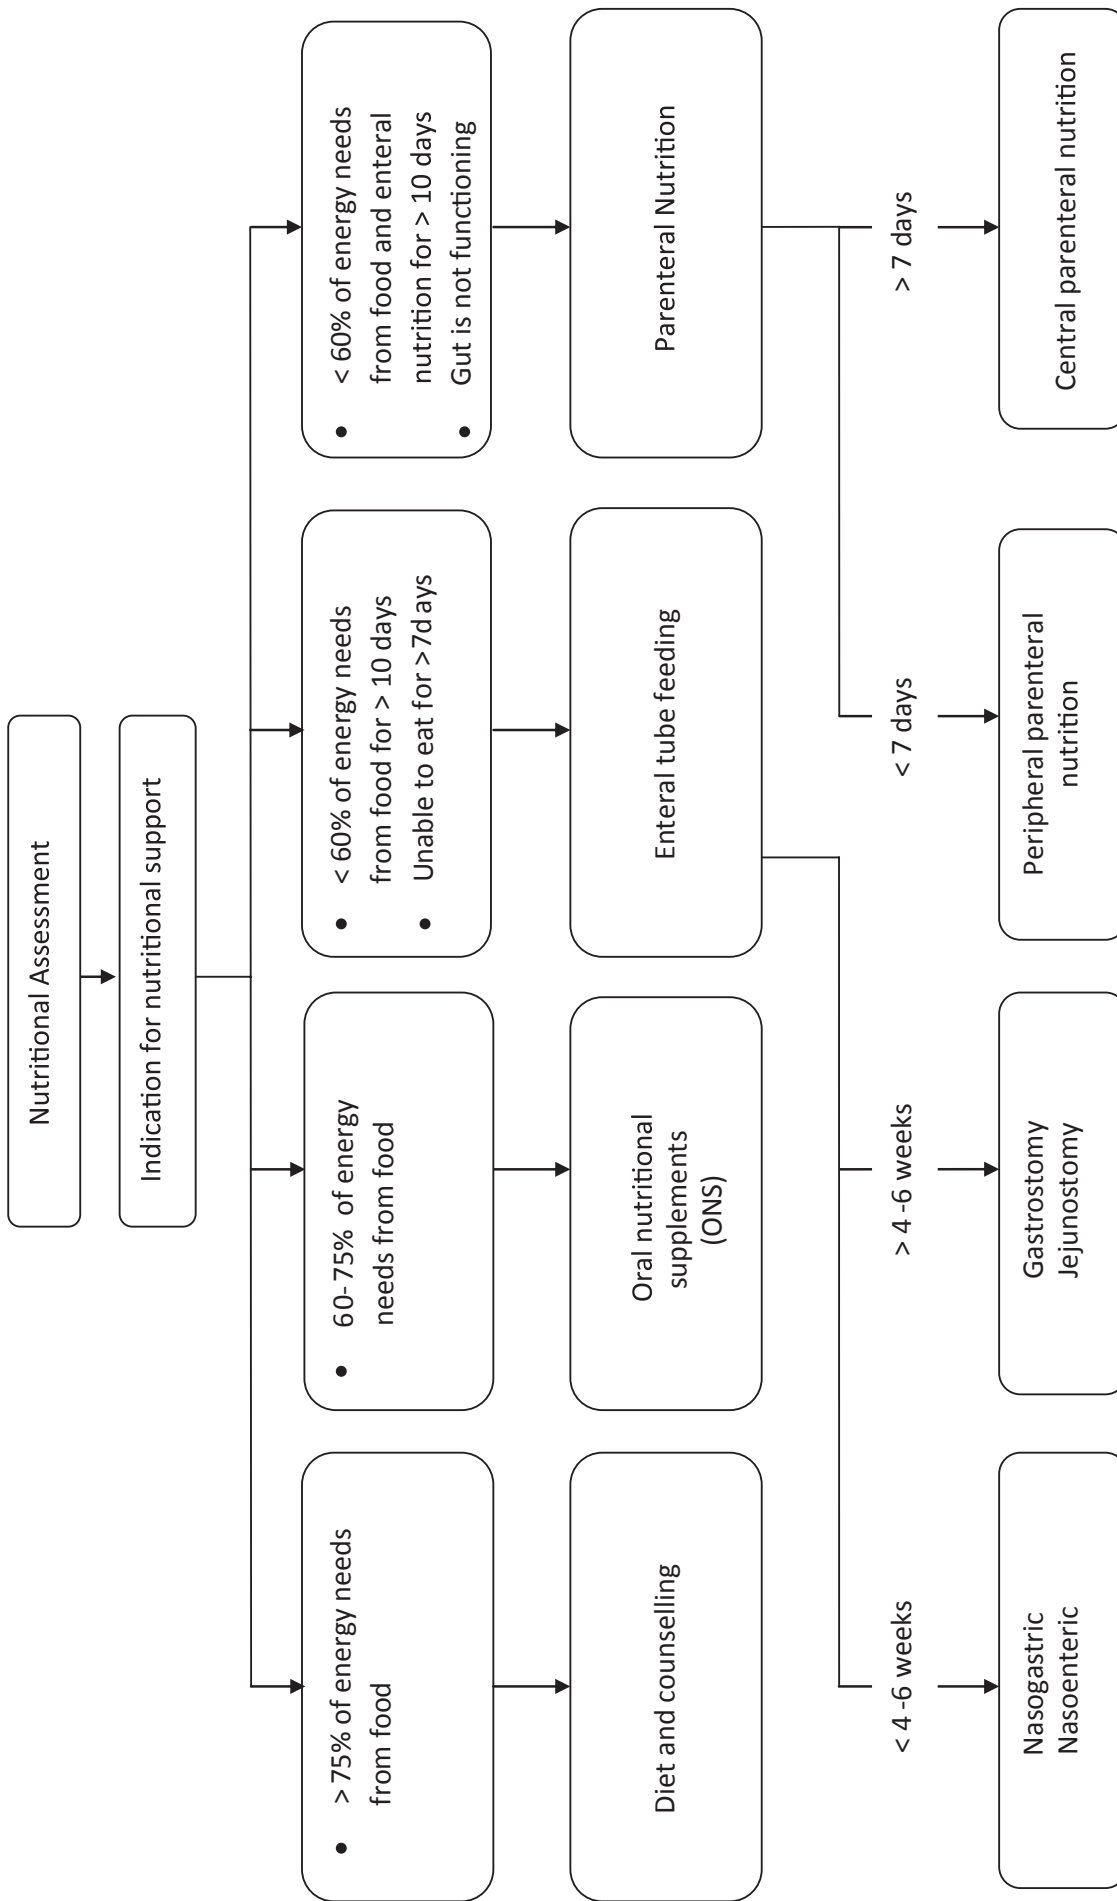 Nutritional Assessment
Indication for nutritional support
• > 75% of energy needs
from food
• 60-75% of energy
needs from food
• < 60% of energy needs
from food for > 10 days
• Unable to eat for >7days
• < 60% of energy needs
from food and enteral
nutrition for > 10 days
• Gut is not functioning
Diet and counselling
Oral nutritional
supplements
(ONS)
Enteral tube feeding
Parenteral Nutrition
< 4 -6 weeks
> 4 -6 weeks
< 7 days
> 7 days
Nasogastric
Nasoenteric
Gastrostomy
Jejunostomy
Peripheral parenteral
nutrition
Central parenteral nutrition